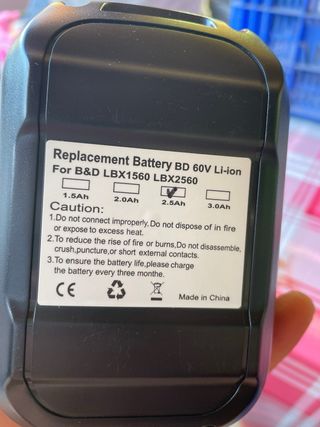 Replacement Battery BD 60V Li-ion
For B&D LBX1560 LBX2560
1.5Ah 2.0Ah 2.5Ah 3.0Ah
Caution:
1.Do not connect improperly.Do not dispose of in fire
or expose to excess heat.
2.To reduce the rise of fire or burns,Do not disassemble,
crush,puncture,or short external contacts.
3.To ensure the battery life,please charge
the battery every three monthe.
CE Made in China